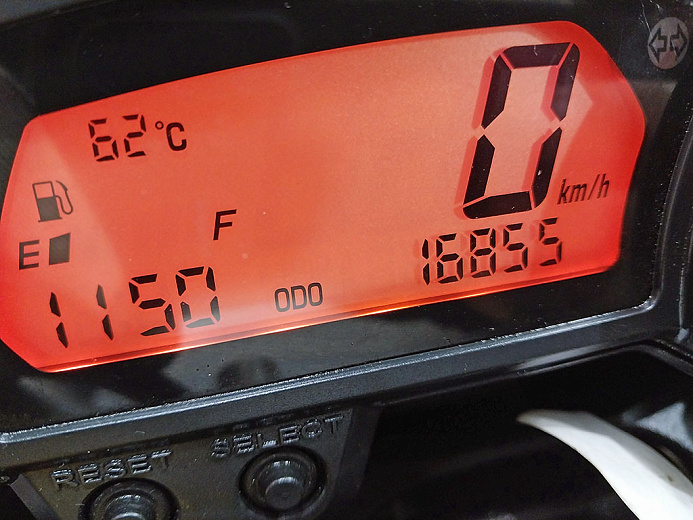 62°C
0
km/h
E
F
1150
ODO
16855
RESET
SELECT